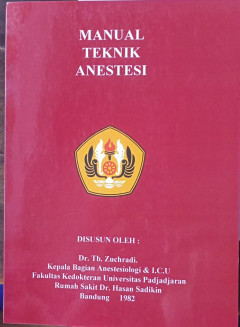 MANUAL
TEKNIK
ANESTESI
DISUSUN OLEH :
Dr. Tb. Zuchradi.
Kepala Bagian Anestesiologi & I.C.U
Fakultas Kedokteran Universitas Padjadjaran
Rumah Sakit Dr. Hasan Sadikin
Bandung 1982